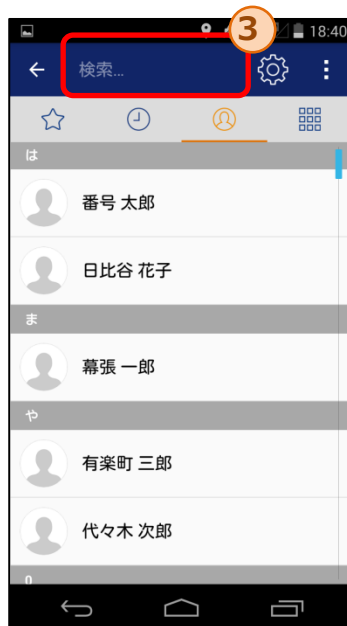 18:40
3
検索...
は
番号 太郎
日比谷 花子
ま
幕張 一郎
や
有楽町 三郎
代々木 次郎
0